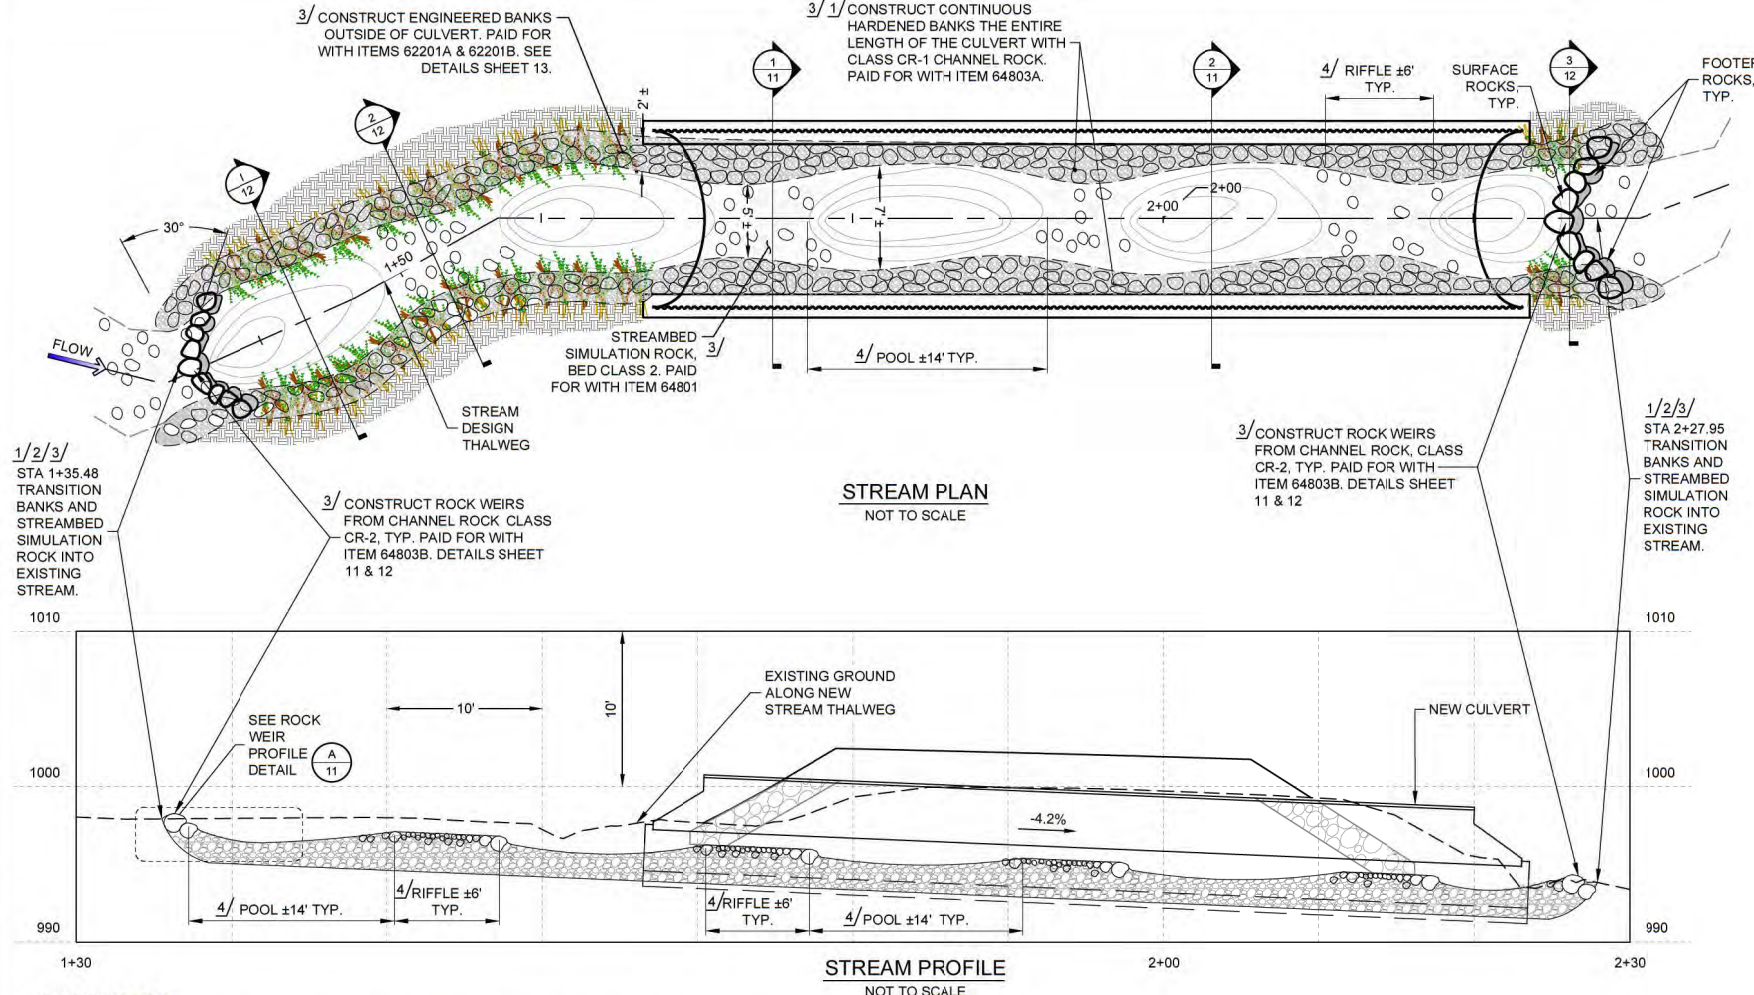 3/ CONSTRUCT ENGINEERED BANKS
OUTSIDE OF CULVERT. PAID FOR
WITH ITEMS 62201A & 62201B. SEE
DETAILS SHEET 13.
3/ 1/ CONSTRUCT CONTINUOUS
HARDENED BANKS THE ENTIRE
LENGTH OF THE CULVERT WITH
CLASS CR-1 CHANNEL ROCK.
PAID FOR WITH ITEM 64803A.
1
11
2
11
4/ RIFFLE ±6'
TYP.
SURFACE
ROCKS,
TYP.
3
12
FOOTER
ROCKS,
TYP.
2' ±
2
12
1
12
30°
1+50
5' ±
7' ±
2+00
2+00
FLOW
STREAMBED
SIMULATION ROCK,
BED CLASS 2. PAID
FOR WITH ITEM 64801
3/
4/ POOL ±14' TYP.
STREAM
DESIGN
THALWEG
1/2/3/
STA 1+35.48
TRANSITION
BANKS AND
STREAMBED
SIMULATION
ROCK INTO
EXISTING
STREAM.
3/ CONSTRUCT ROCK WEIRS
FROM CHANNEL ROCK CLASS
CR-2, TYP. PAID FOR WITH
ITEM 64803B. DETAILS SHEET
11 & 12
STREAM PLAN
NOT TO SCALE
3/ CONSTRUCT ROCK WEIRS
FROM CHANNEL ROCK, CLASS
CR-2, TYP. PAID FOR WITH
ITEM 64803B. DETAILS SHEET
11 & 12
1/2/3/
STA 2+27.95
TRANSITION
BANKS AND
STREAMBED
SIMULATION
ROCK INTO
EXISTING
STREAM.
1010
1010
10'
10'
EXISTING GROUND
ALONG NEW
STREAM THALWEG
NEW CULVERT
SEE ROCK
WEIR
PROFILE
DETAIL
A
11
1000
1000
-4.2%
4/ POOL ±14' TYP.
4/ RIFFLE ±6'
TYP.
4/ RIFFLE ±6'
TYP.
4/ POOL ±14' TYP.
990
990
1+30
2+00
2+30
STREAM PROFILE
NOT TO SCALE